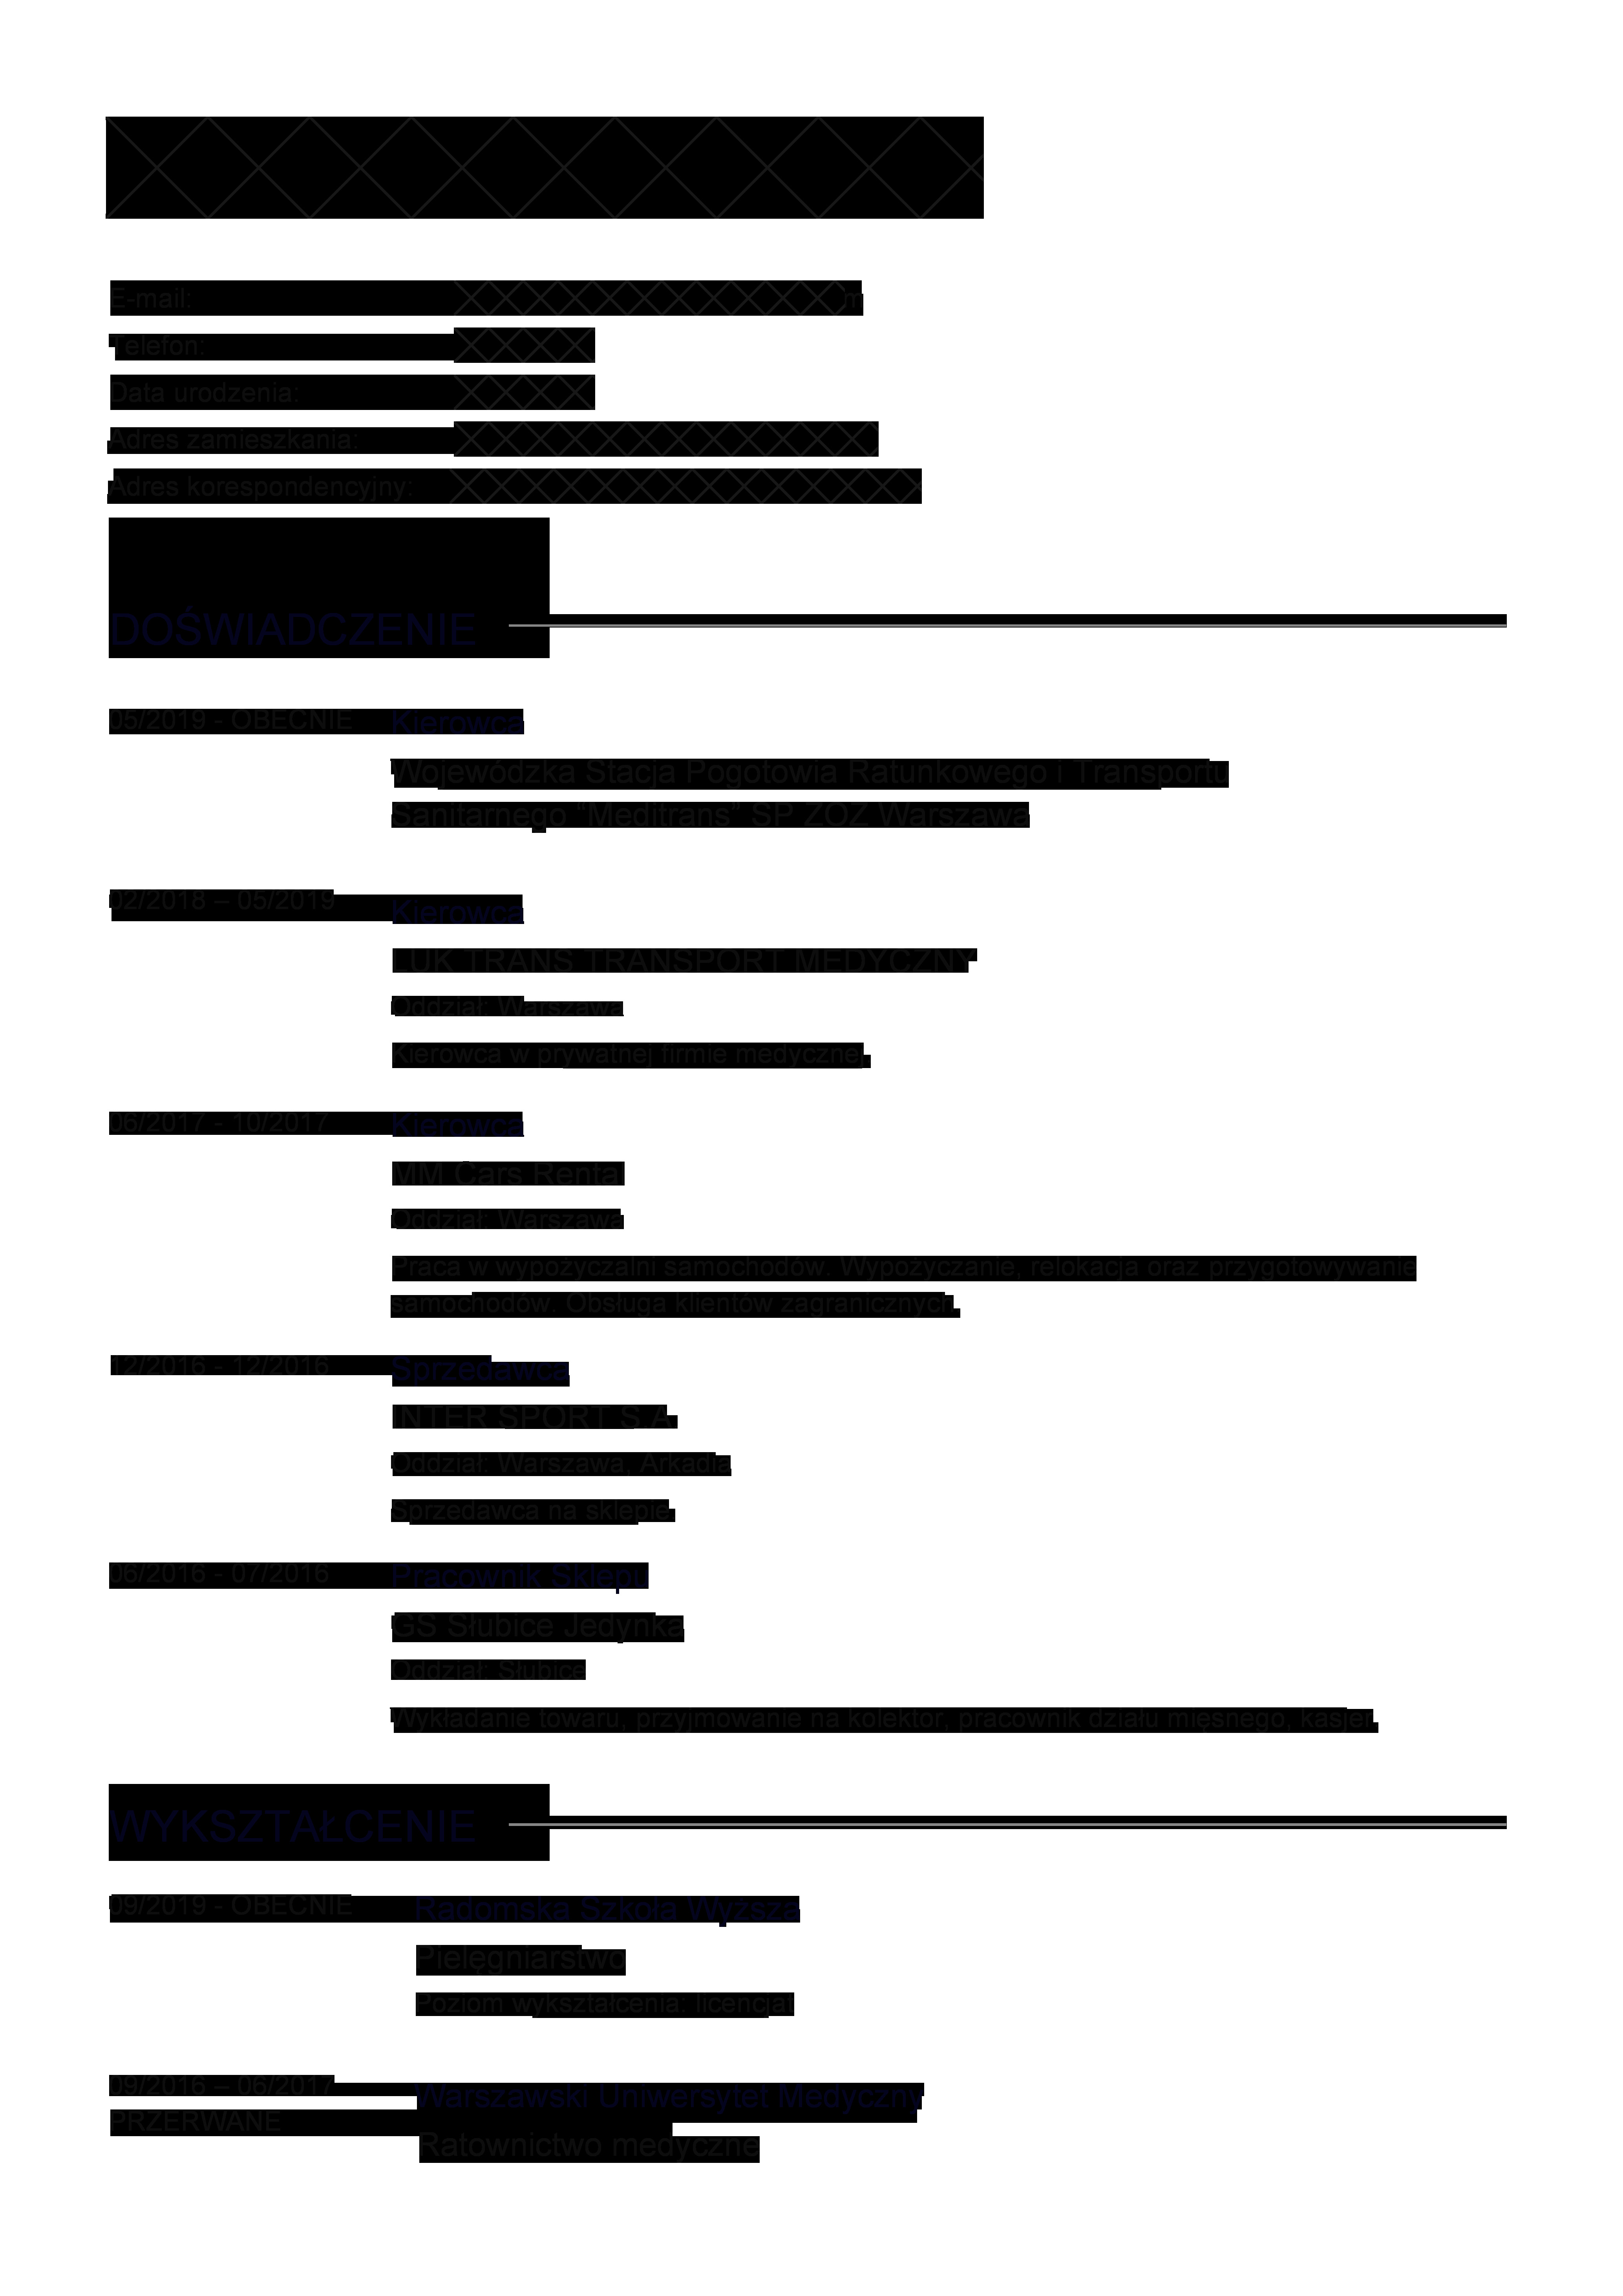 E-mail:
Telefon:
Data urodzenia:
Adres zamieszkania:
Adres korespondencyjny:
DOŚWIADCZENIE
05/2019 - OBECNIE Kierowca
Wojewódzka Stacja Pogotowia Ratunkowego i Transportu
Sanitarnego "Meditrans" SP ZOZ Warszawa
02/2018 – 05/2019 Kierowca
LUK TRANS TRANSPORT MEDYCZNY
Oddział: Warszawa
Kierowca w prywatnej firmie medycznej.
06/2017 - 10/2017 Kierowca
MM Cars Rental
Oddział: Warszawa
Praca w wypożyczalni samochodów. Wypożyczanie, relokacja oraz przygotowywanie
samochodów. Obsługa klientów zagranicznych.
12/2016 - 12/2016 Sprzedawca
INTER SPORT S.A.
Oddział: Warszawa, Arkadia
Sprzedawca na sklepie.
06/2016 - 07/2016 Pracownik Sklepu
GS Słubice Jedynka
Oddział: Słubice
Wykładanie towaru, przyjmowanie na kolektor, pracownik działu mięsnego, kasjer.
WYKSZTAŁCENIE
09/2019 - OBECNIE Radomska Szkoła Wyższa
Pielęgniarstwo
Poziom wykształcenia: licencjat
09/2016 – 06/2017 Warszawski Uniwersytet Medyczny
PRZERWANE
Ratownictwo medyczne